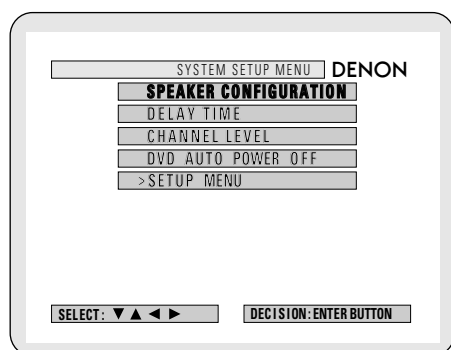 SYSTEM SETUP MENU DENON
SPEAKER CONFIGURATION
DELAY TIME
CHANNEL LEVEL
DVD AUTO POWER OFF
>SETUP MENU
SELECT: ▼ ▲ ◄ ► DECISION: ENTER BUTTON